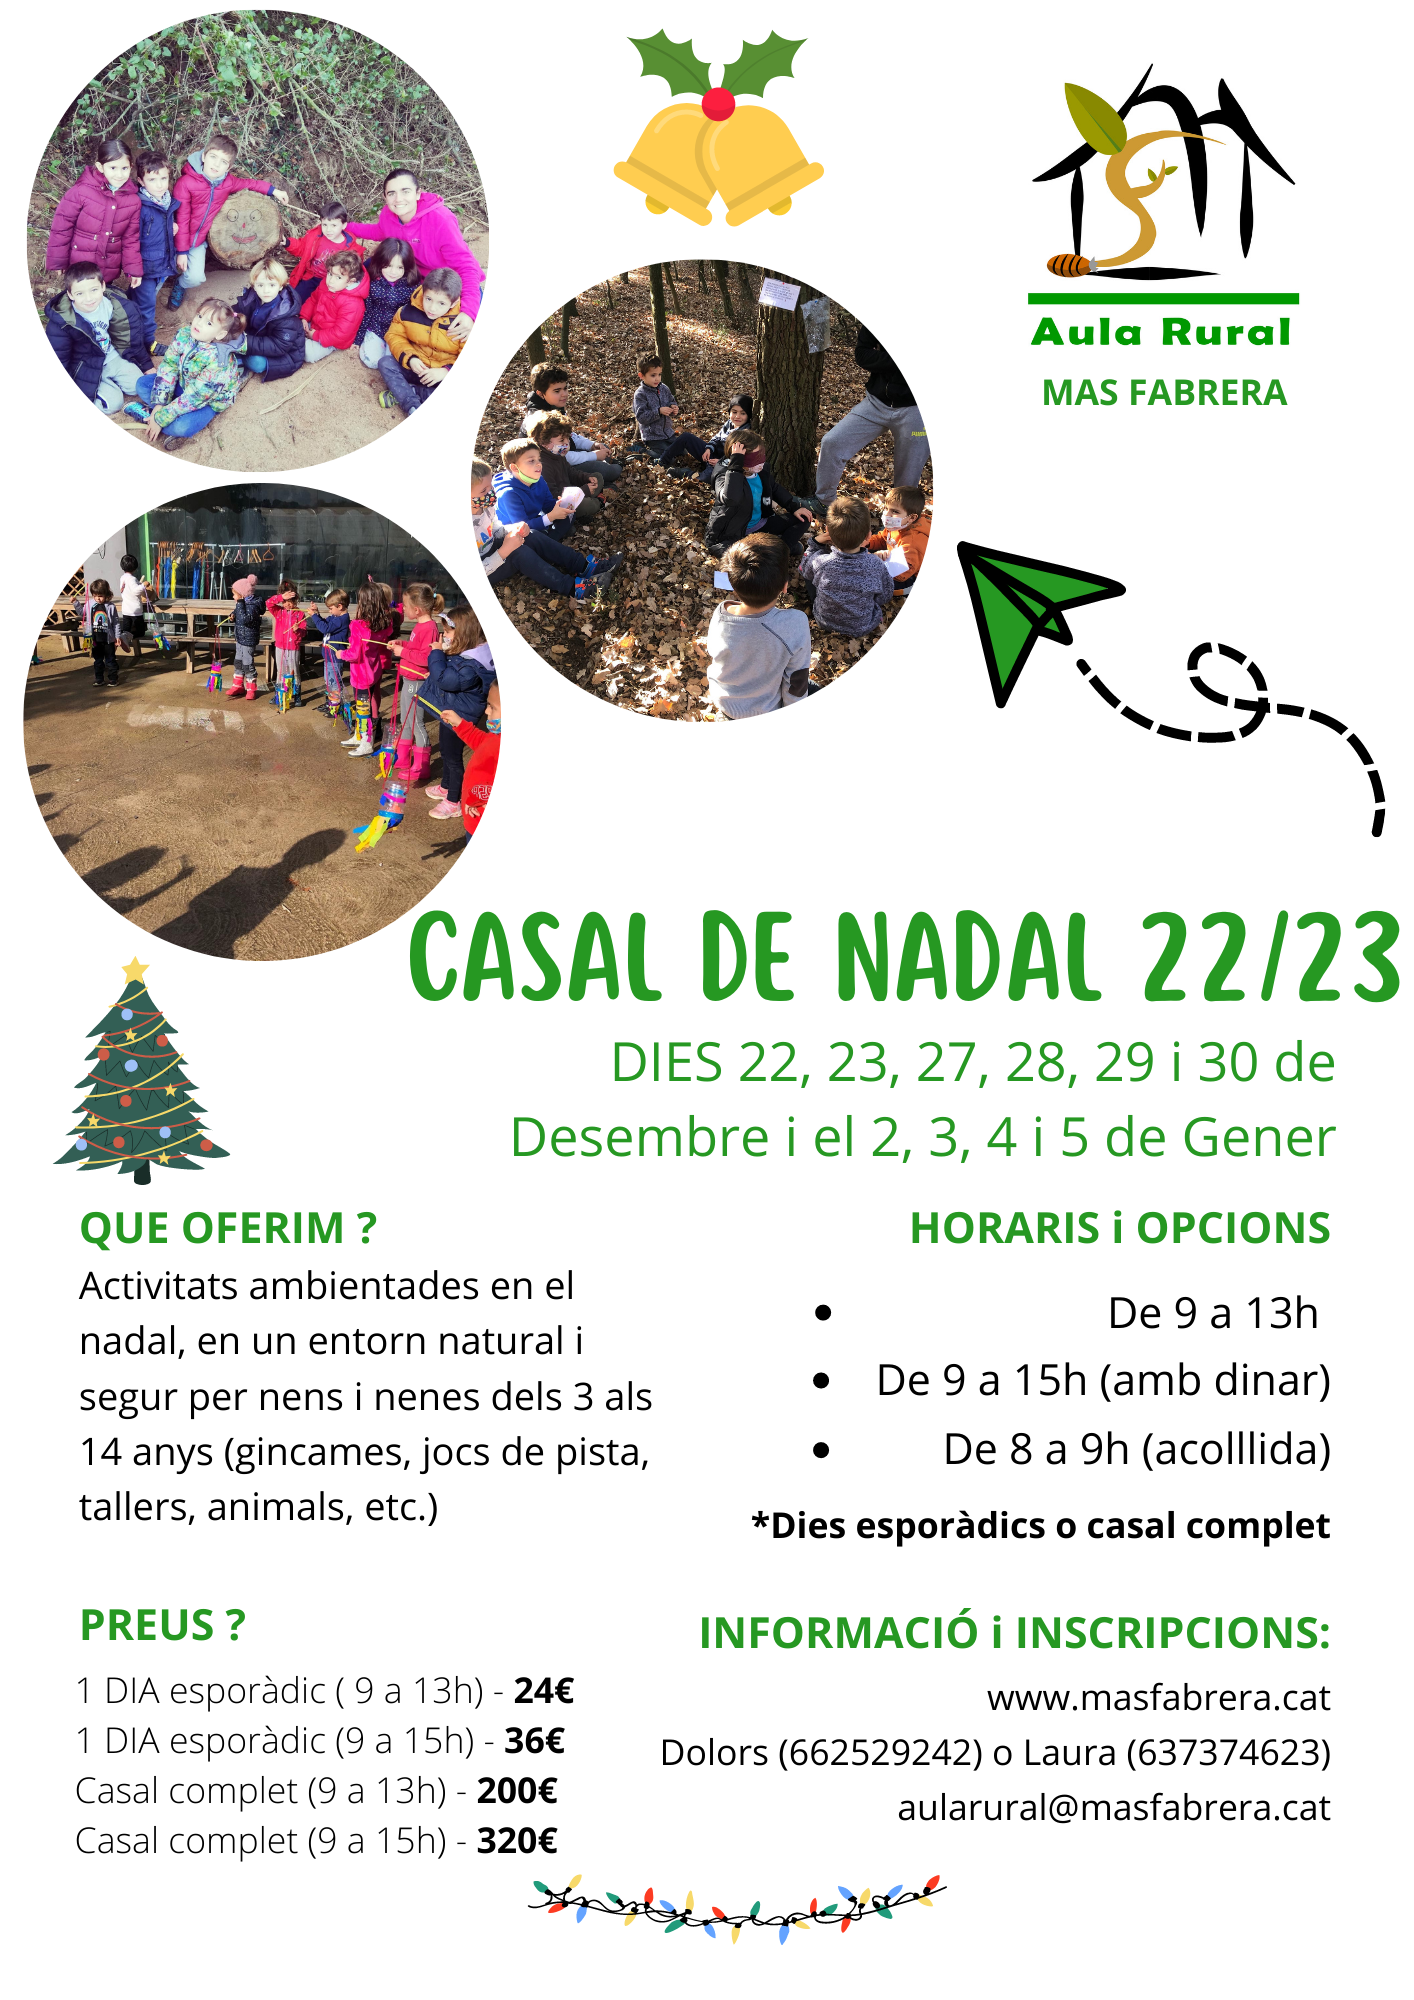 Aula Rural
MAS FABRERA
CASAL DE NADAL 22/23
DIES 22, 23, 27, 28, 29 i 30 de
Desembre i el 2, 3, 4 i 5 de Gener
QUE OFERIM ?
Activitats ambientades en el
nadal, en un entorn natural i
segur per nens i nenes dels 3 als
14 anys (gincames, jocs de pista,
tallers, animals, etc.)
HORARIS i OPCIONS
• De 9 a 13h
• De 9 a 15h (amb dinar)
• De 8 a 9h (acolllida)
*Dies esporàdics o casal complet
PREUS ?
1 DIA esporàdic ( 9 a 13h) - 24€
1 DIA esporàdic (9 a 15h) - 36€
Casal complet (9 a 13h) - 200€
Casal complet (9 a 15h) - 320€
INFORMACIÓ i INSCRIPCIONS:
www.masfabrera.cat
Dolors (662529242) o Laura (637374623)
aularural@masfabrera.cat